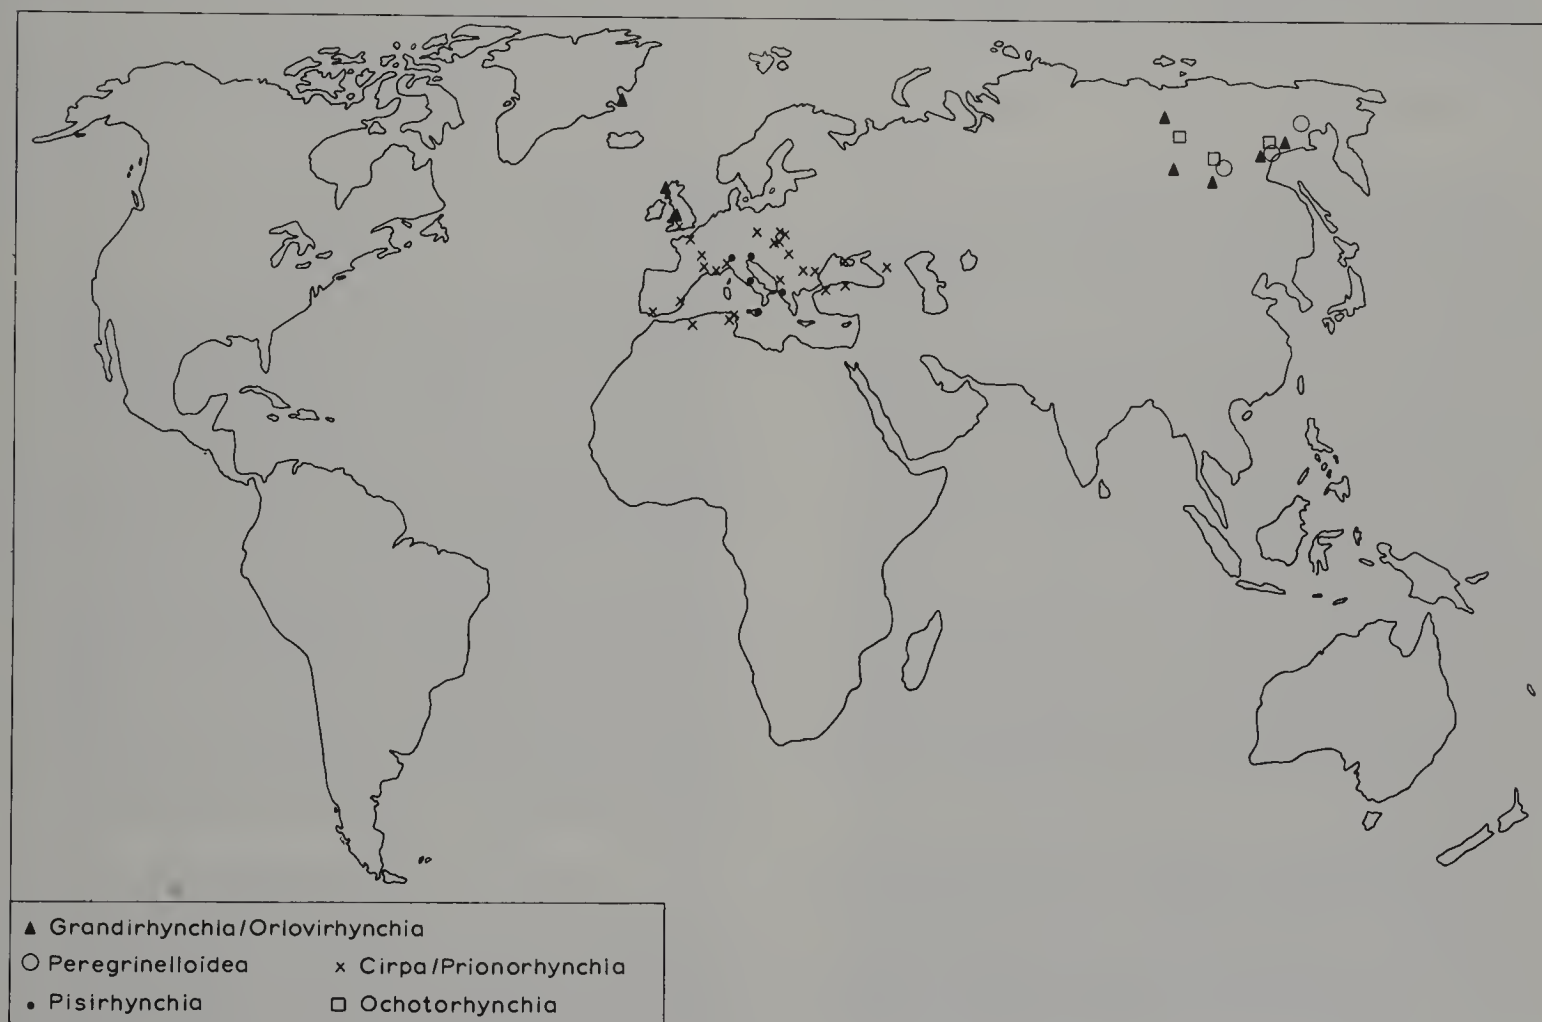 ▲ Grandirhynchia/Orlovirhynchia
○ Peregrinelloidea x Cirpa/Prionorhynchia
• Pisirhynchia □ Ochotorhynchia